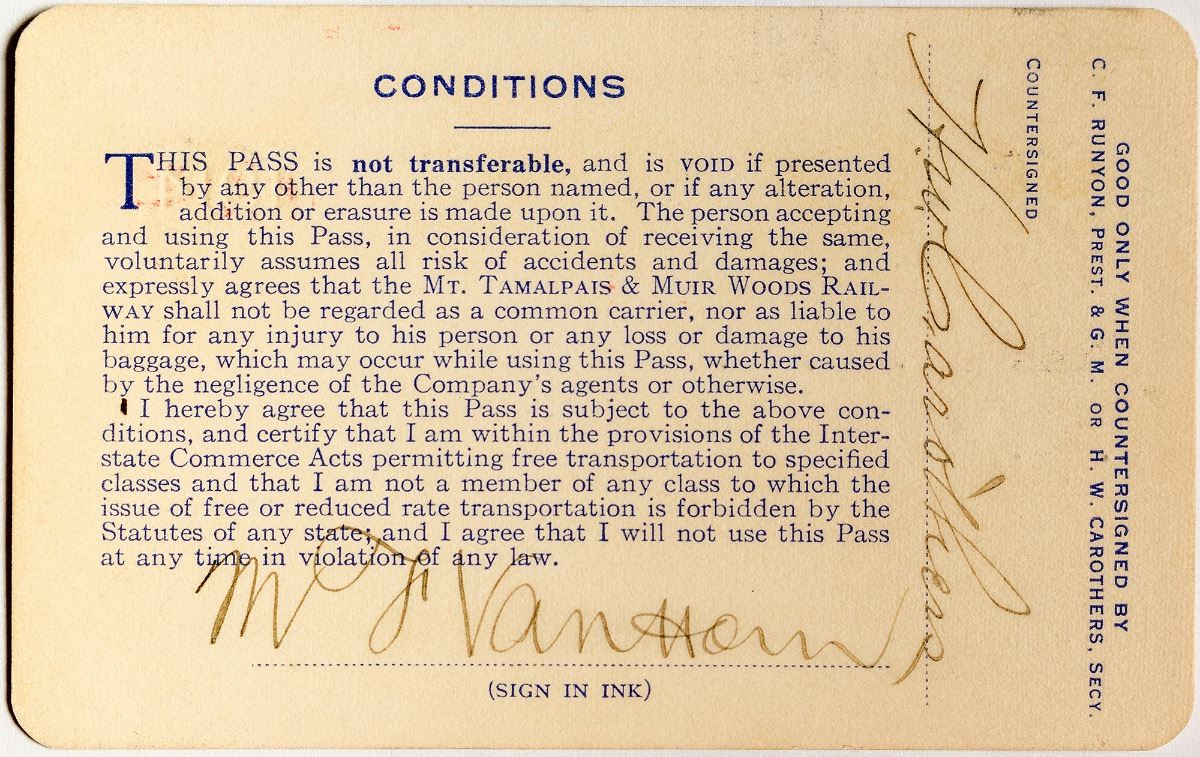 CONDITIONS
THIS PASS is not transferable, and is VOID if presented
by any other than the person named, or if any alteration,
addition or erasure is made upon it. The person accepting
and using this Pass, in consideration of receiving the same,
voluntarily assumes all risk of accidents and damages; and
expressly agrees that the MT. TAMALPAIS & MUIR WOODS RAIL-
WAY shall not be regarded as a common carrier, nor as liable to
him for any injury to his person or any loss or damage to his
baggage, which may occur while using this Pass, whether caused
by the negligence of the Company's agents or otherwise.
I hereby agree that this Pass is subject to the above con-
ditions, and certify that I am within the provisions of the Inter-
state Commerce Acts permitting free transportation to specified
classes and that I am not a member of any class to which the
issue of free or reduced rate transportation is forbidden by the
Statutes of any state; and I agree that I will not use this Pass
at any time in violation of any law.
Van Horn
(SIGN IN INK)
GOOD ONLY WHEN COUNTERSIGNED BY
C. F. RUNYON, PREST. & G. M. OR H. W. CAROTHERS, SECY.
COUNTERSIGNED
H.W. Carothers